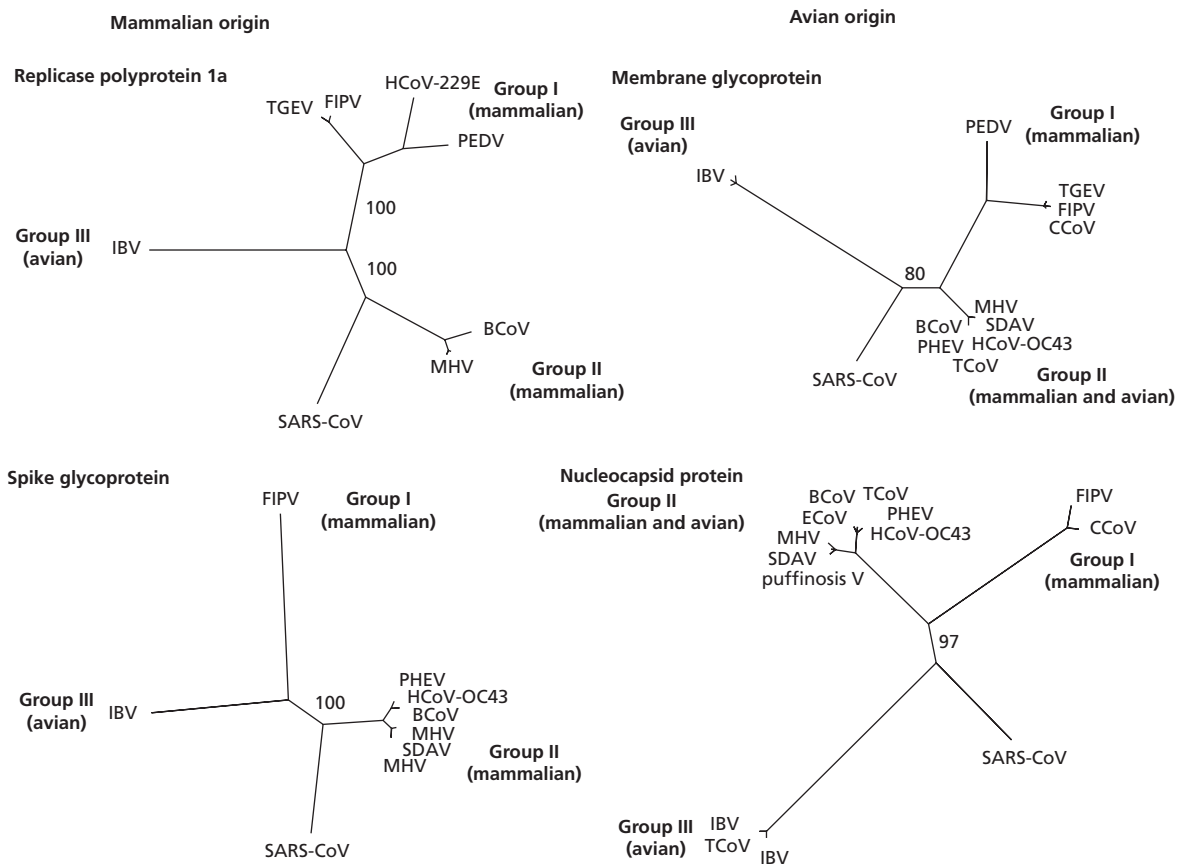 Mammalian origin
Avian origin
Replicase polyprotein 1a
HCoV-229E
TGEV
FIPV
Group I
(mammalian)
PEDV
Group III
(avian)
IBV
100
100
BCoV
MHV
Group II
(mammalian)
SARS-CoV
Membrane glycoprotein
Group III
(avian)
IBV
PEDV
Group I
(mammalian)
TGEV
FIPV
CCoV
80
MHV
BCoV
SDAV
PHEV
HCoV-OC43
TCoV
SARS-CoV
Group II
(mammalian and avian)
Spike glycoprotein
FIPV
Group I
(mammalian)
Group III
(avian)
IBV
100
PHEV
HCoV-OC43
BCoV
MHV
SDAV
MHV
Group II
(mammalian)
SARS-CoV
Nucleocapsid protein
Group II
(mammalian and avian)
BCoV
TCoV
ECoV
PHEV
HCoV-OC43
MHV
SDAV
puffinosis V
FIPV
CCoV
Group I
(mammalian)
97
SARS-CoV
Group III
(avian)
IBV
TCoV
IBV